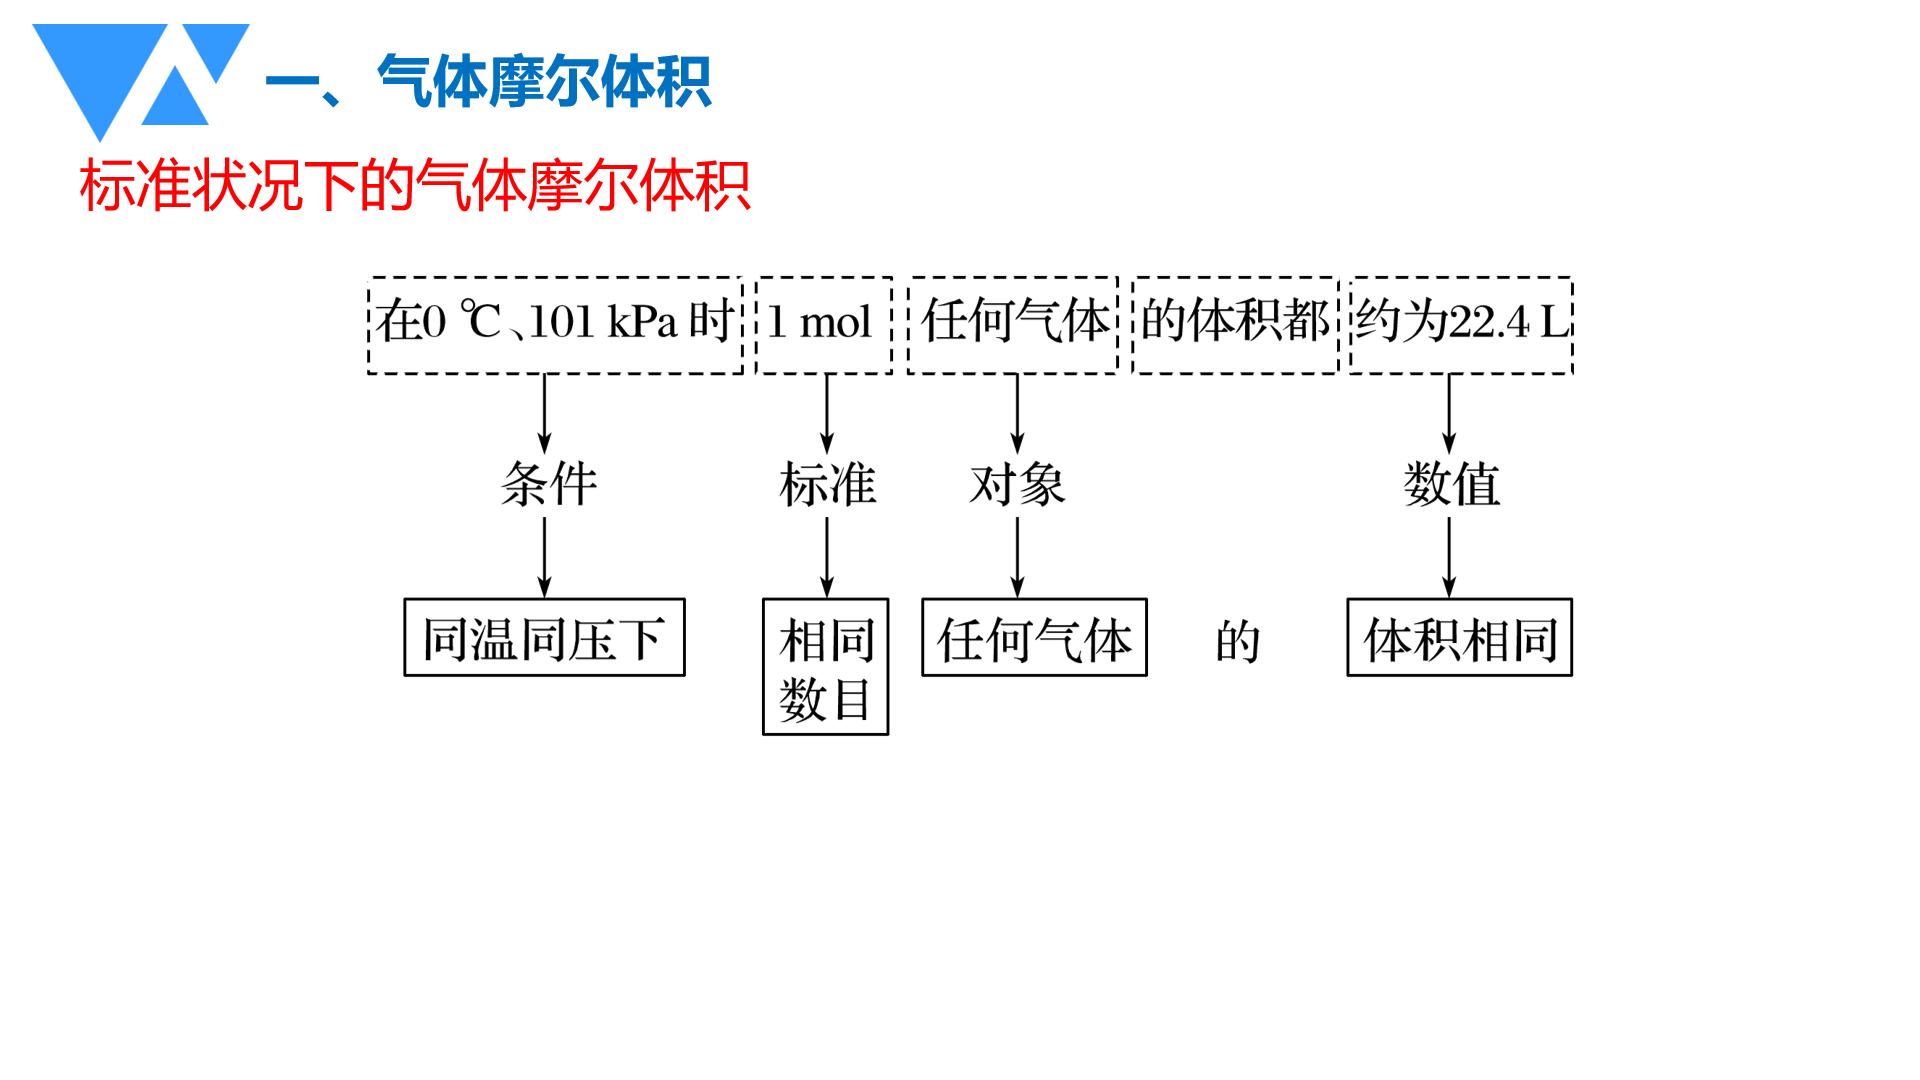 一、气体摩尔体积
标准状况下的气体摩尔体积
在0 ℃、101 kPa 时 1 mol 任何气体 的体积都 约为22.4 L
条件 标准 对象 数值
同温同压下 相同 任何气体 的 体积相同
数目